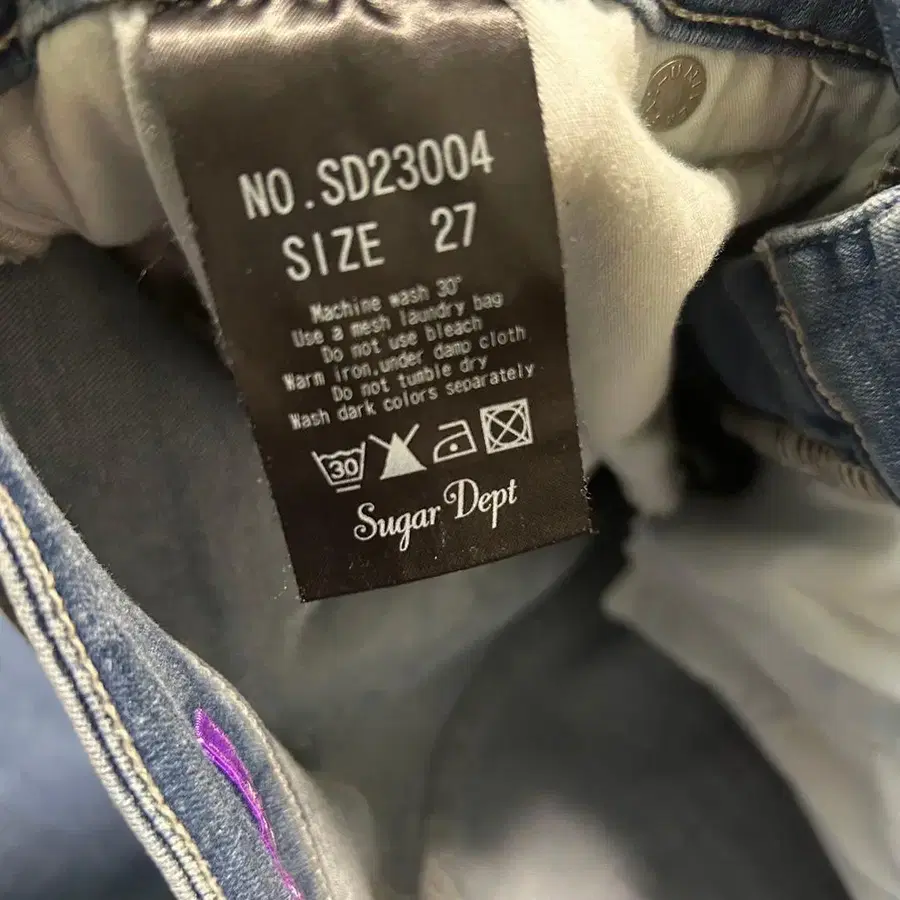 NO.SD23004
SIZE 27
Machine wash 30°
Use a mesh laundry bag
Do not use bleach
Warm iron,under damp cloth
Do not tumble dry
Wash dark colors separately
30
Sugar Dept